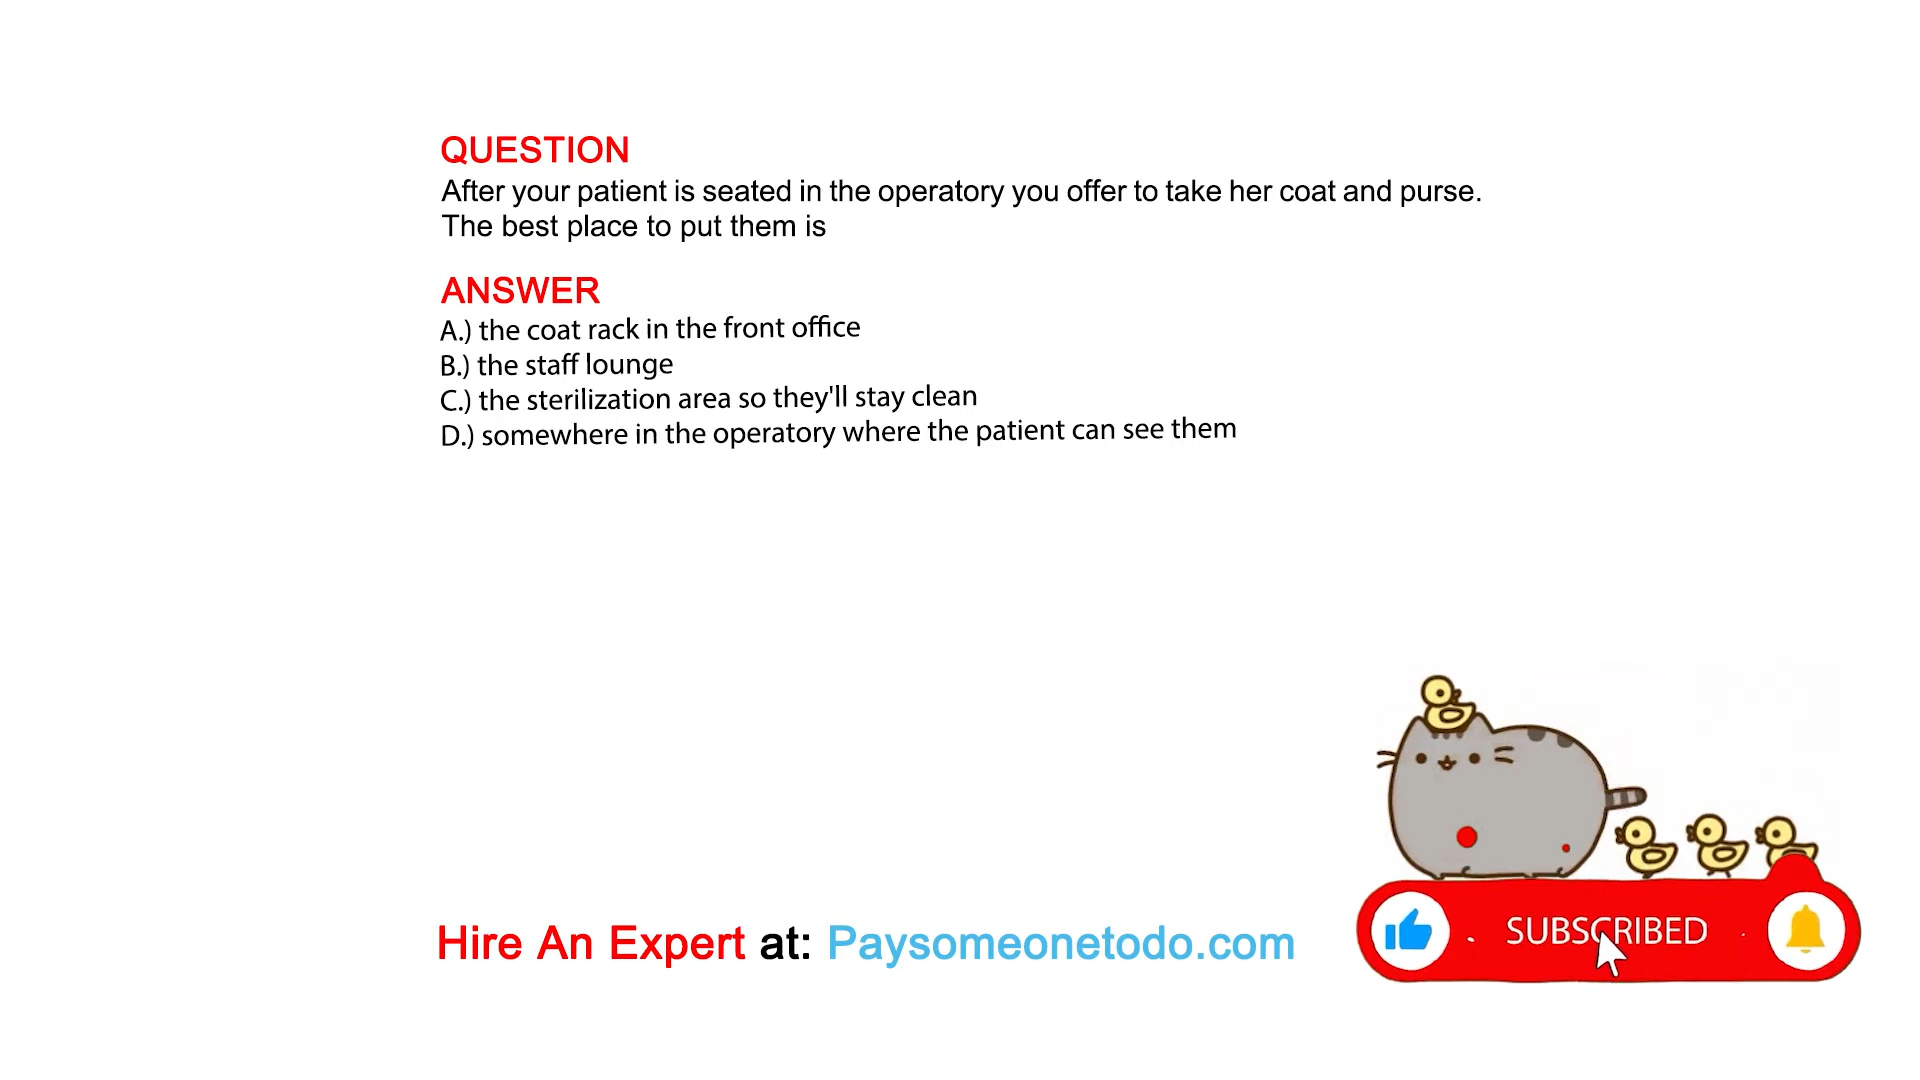 QUESTION
After your patient is seated in the operatory you offer to take her coat and purse.
The best place to put them is
ANSWER
A.) the coat rack in the front office
B.) the staff lounge
C.) the sterilization area so they'll stay clean
D.) somewhere in the operatory where the patient can see them
Hire An Expert at: Paysomeonetodo.com
SUBSCRIBED